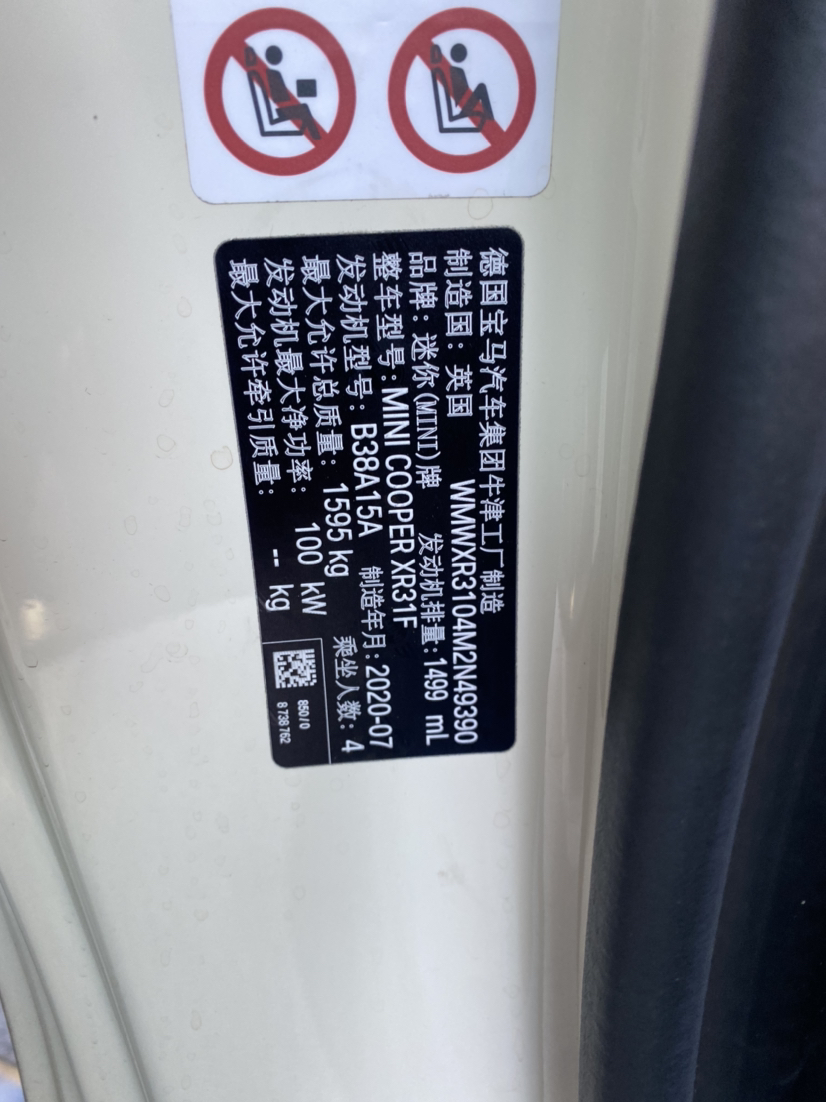 德国宝马汽车集团牛津工厂制造
制造国: 英国 WMWXR3104M2N49390
品牌: 迷你(MINI)牌 发动机排量: 1499 mL
整车型号: MINI COOPER XR31F
发动机型号: B38A15A 制造年月: 2020-07
最大允许总质量: 1595 kg 乘坐人数: 4
发动机最大净功率: 100 kW
最大允许牵引质量: -- kg
850/0
8 738 762